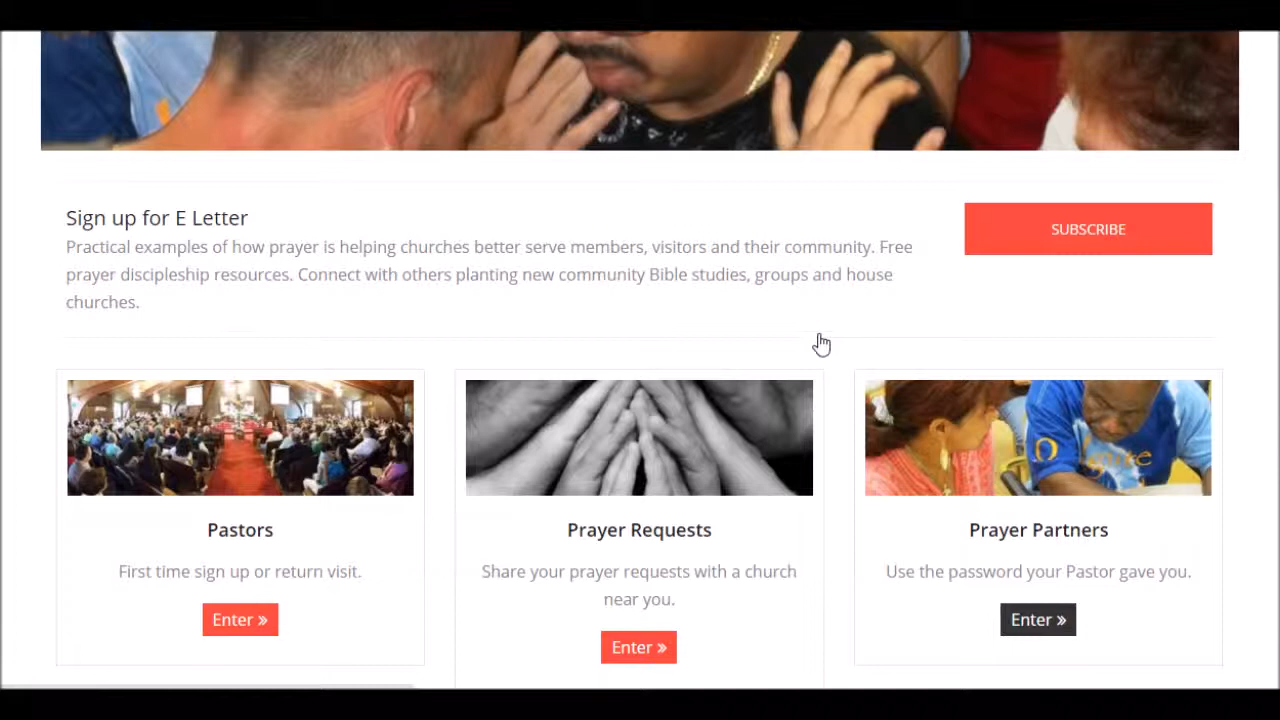 Sign up for E Letter
SUBSCRIBE
Practical examples of how prayer is helping churches better serve members, visitors and their community. Free
prayer discipleship resources. Connect with others planting new community Bible studies, groups and house
churches.
Pastors
First time sign up or return visit.
Enter »
Prayer Requests
Share your prayer requests with a church
near you.
Enter »
Prayer Partners
Use the password your Pastor gave you.
Enter »